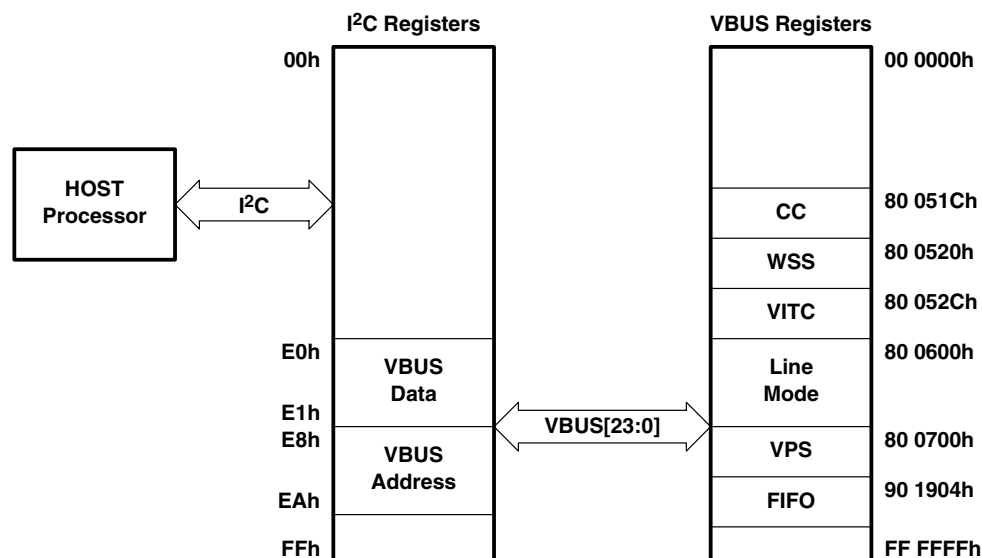 I²C Registers
VBUS Registers
00h
00 0000h
HOST
Processor
I²C
CC
80 051Ch
WSS
80 0520h
VITC
80 052Ch
E0h
VBUS
Data
E1h
Line
Mode
80 0600h
VBUS[23:0]
E8h
VBUS
Address
EAh
VPS
80 0700h
FIFO
90 1904h
FFh
FF FFFFh